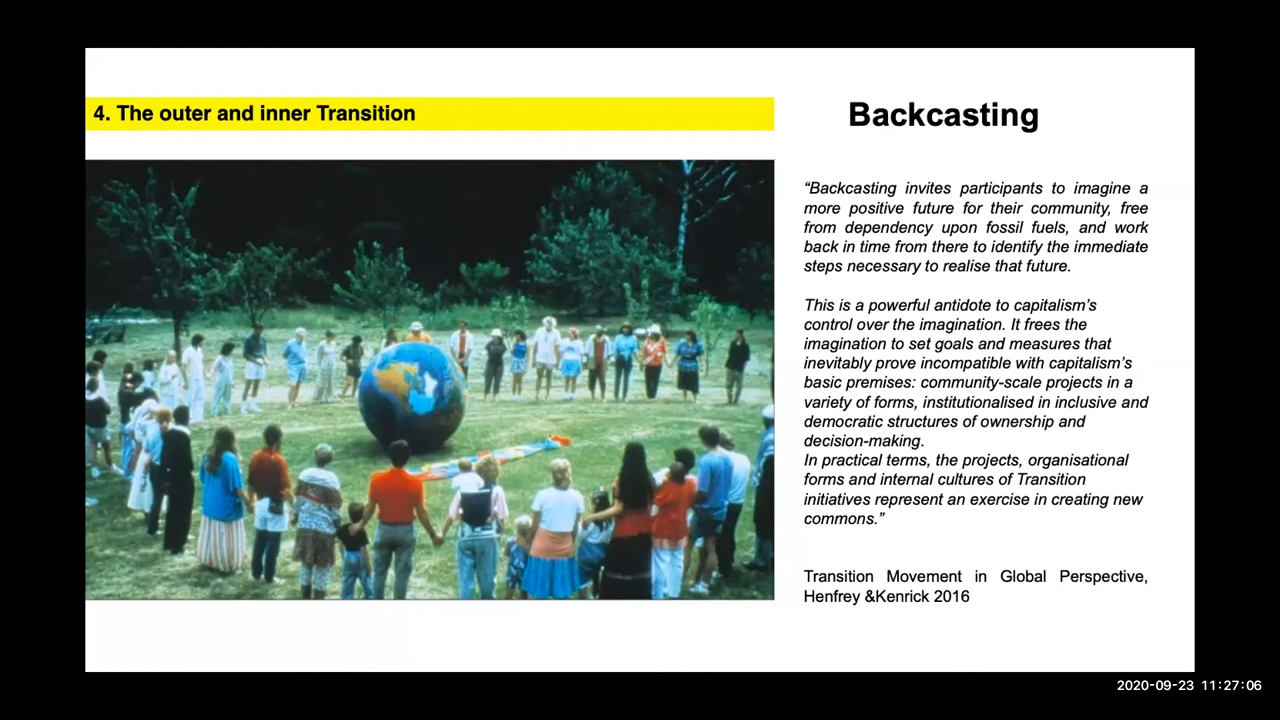 4. The outer and inner Transition
Backcasting
“Backcasting invites participants to imagine a
more positive future for their community, free
from dependency upon fossil fuels, and work
back in time from there to identify the immediate
steps necessary to realise that future.
This is a powerful antidote to capitalism’s
control over the imagination. It frees the
imagination to set goals and measures that
inevitably prove incompatible with capitalism’s
basic premises: community-scale projects in a
variety of forms, institutionalised in inclusive and
democratic structures of ownership and
decision-making.
In practical terms, the projects, organisational
forms and internal cultures of Transition
initiatives represent an exercise in creating new
commons.”
Transition Movement in Global Perspective,
Henfrey &Kenrick 2016
2020-09-23 11:27:06